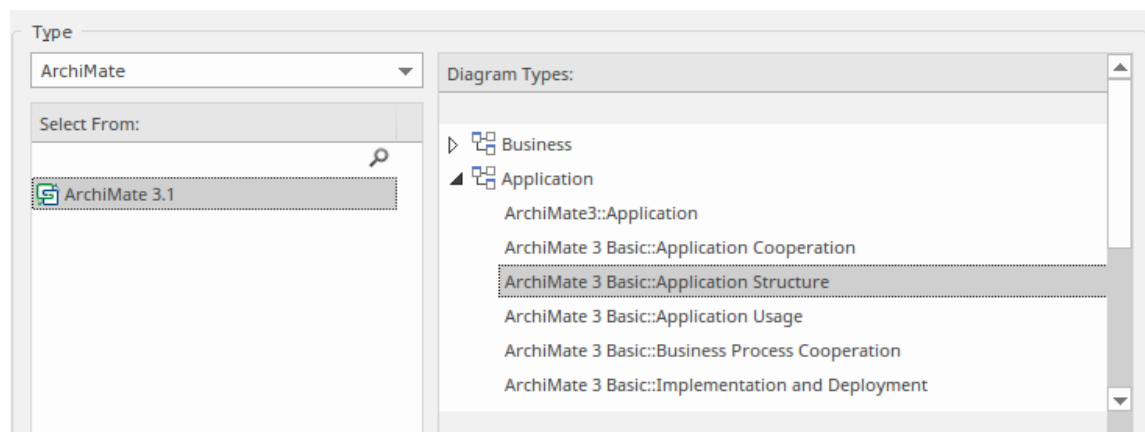 Type
ArchiMate
Select From:
ArchiMate 3.1
Diagram Types:
Business
Application
ArchiMate3::Application
ArchiMate 3 Basic::Application Cooperation
ArchiMate 3 Basic::Application Structure
ArchiMate 3 Basic::Application Usage
ArchiMate 3 Basic::Business Process Cooperation
ArchiMate 3 Basic::Implementation and Deployment